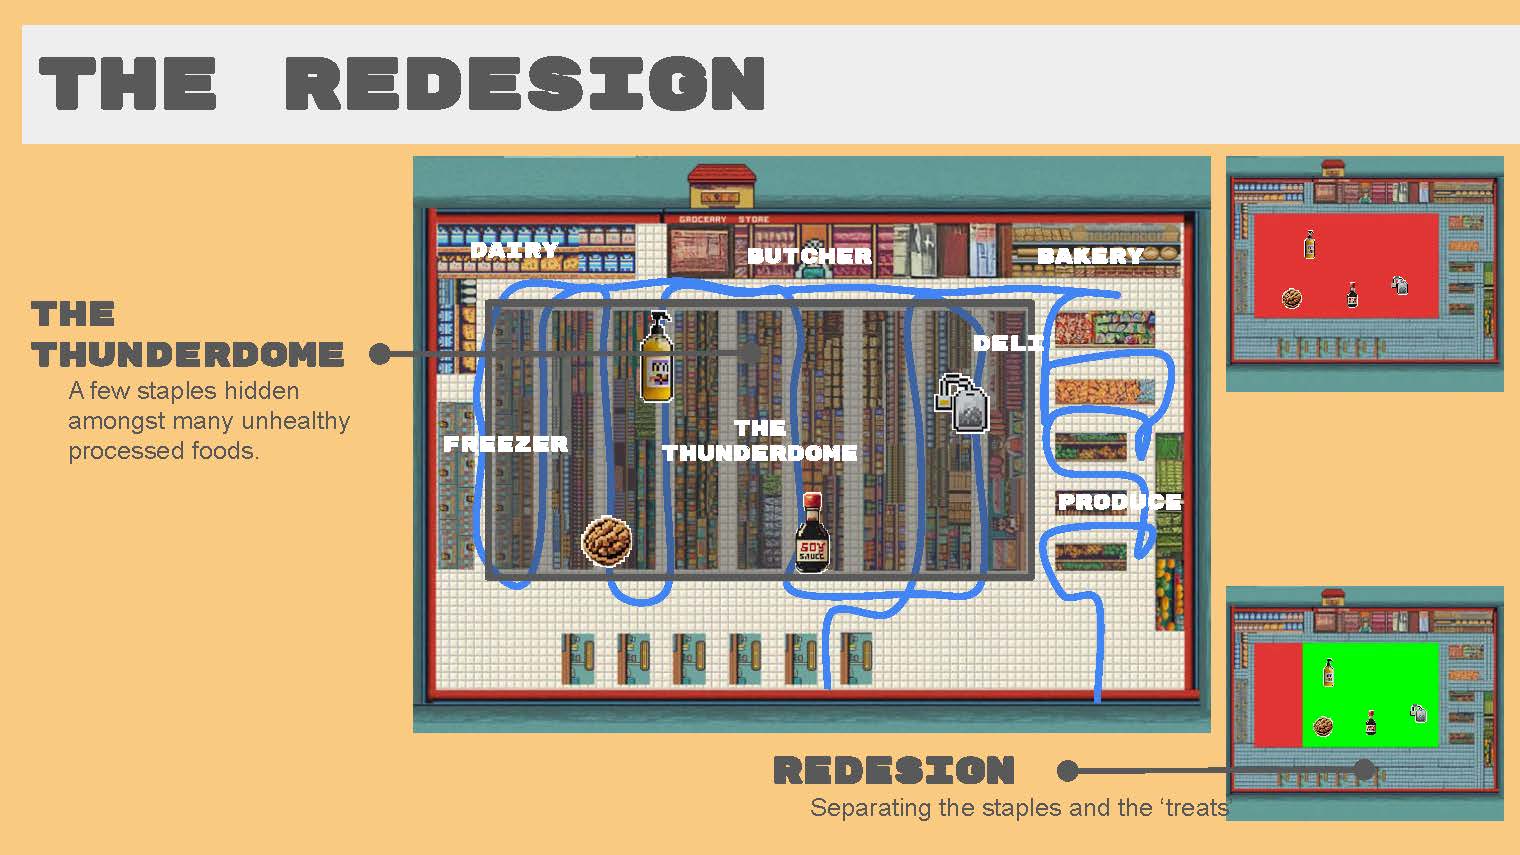 THE REDESIGN
GROCERRY STORE
DAIRY
BUTCHER
BAKERY
THE
THUNDERDOME
A few staples hidden
amongst many unhealthy
processed foods.
DELI
FREEZER
THE
THUNDERDOME
PRODUCE
SOY
SAUCE
REDESIGN
Separating the staples and the ‘treats’